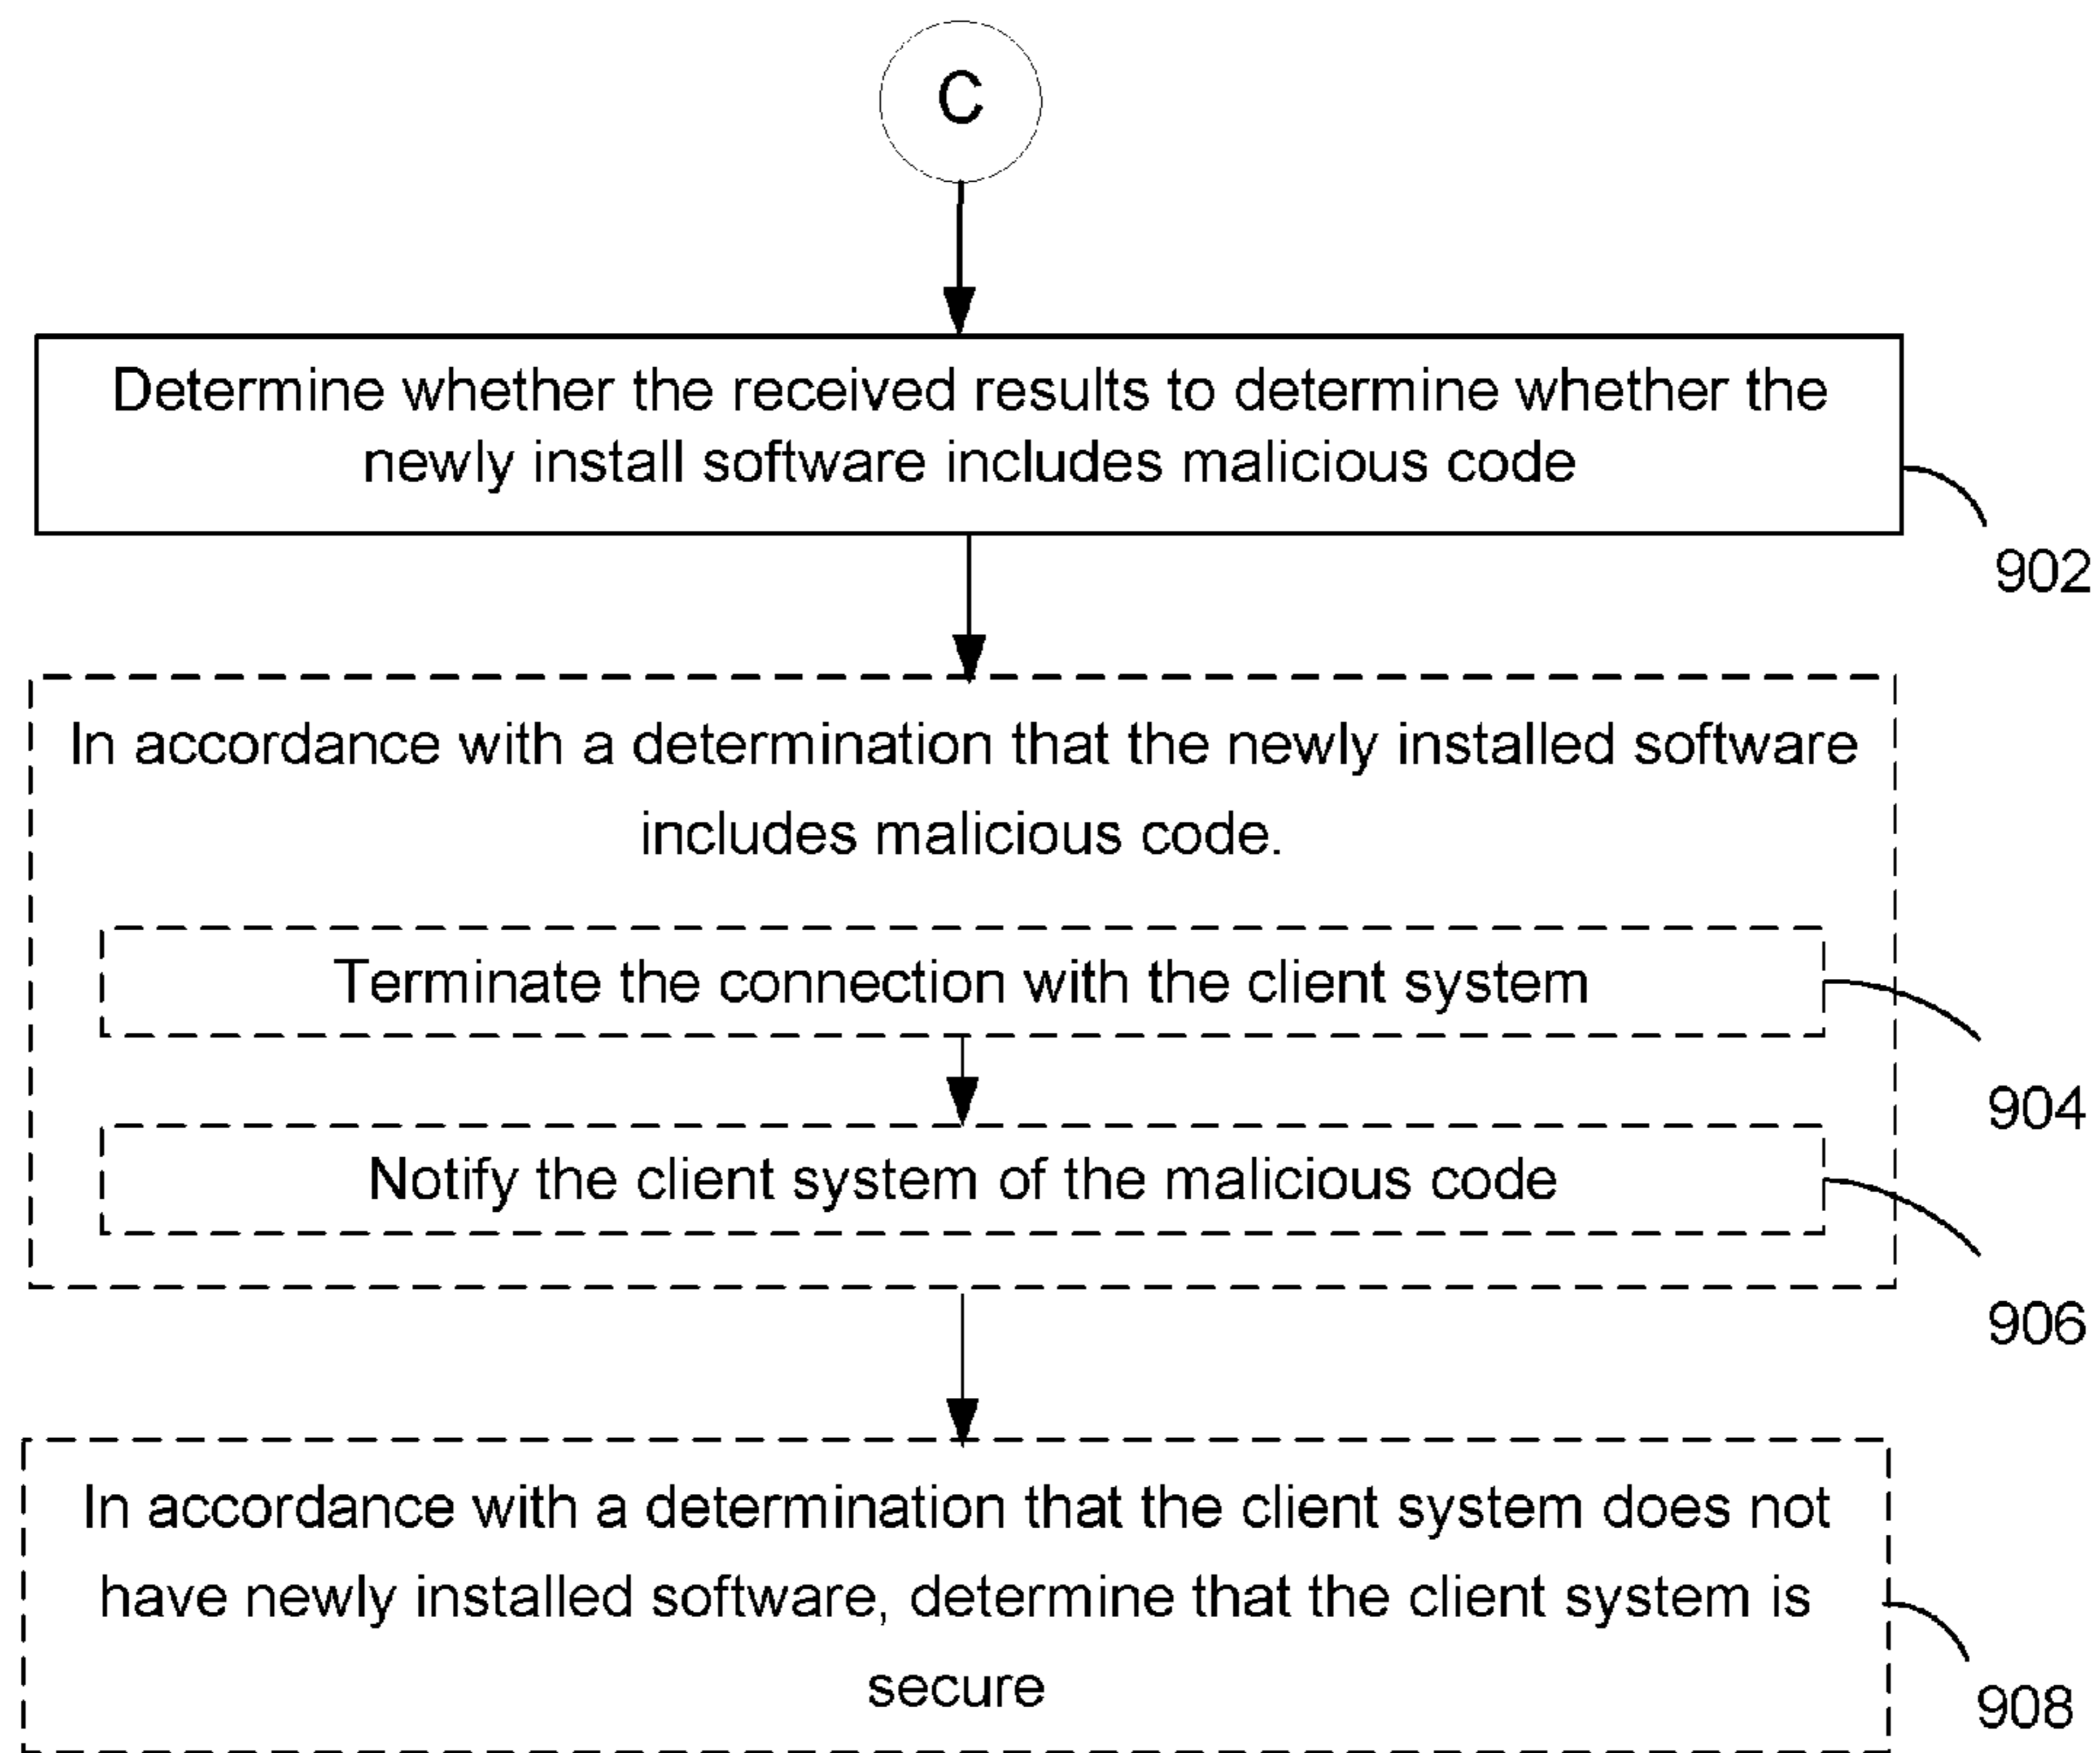 C
Determine whether the received results to determine whether the
newly install software includes malicious code
902
In accordance with a determination that the newly installed software
includes malicious code.
Terminate the connection with the client system
904
Notify the client system of the malicious code
906
In accordance with a determination that the client system does not
have newly installed software, determine that the client system is
secure
908